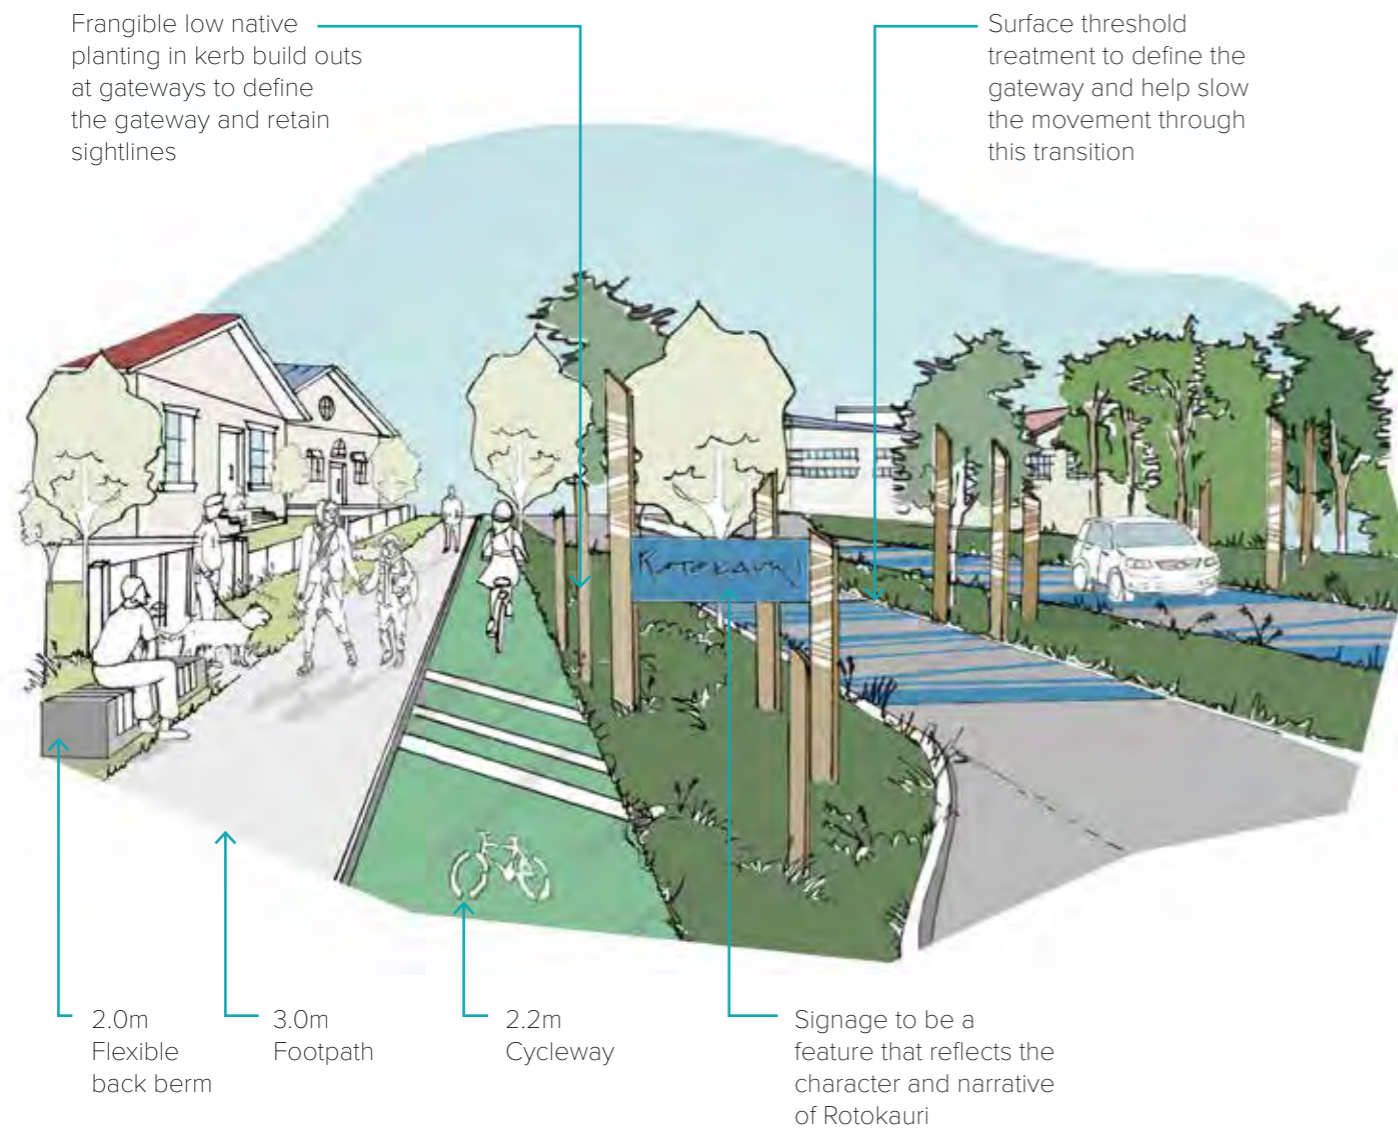 Frangible low native
planting in kerb build outs
at gateways to define
the gateway and retain
sightlines
Surface threshold
treatment to define the
gateway and help slow
the movement through
this transition
Rotokauri
2.0m
Flexible
back berm
3.0m
Footpath
2.2m
Cycleway
Signage to be a
feature that reflects the
character and narrative
of Rotokauri